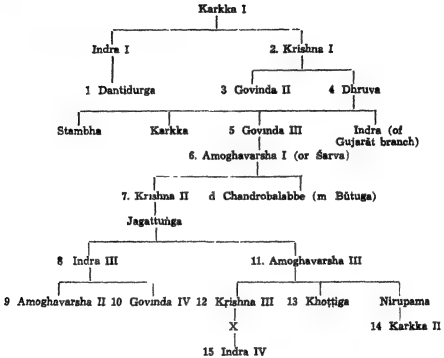 Karkka I
Indra I 2. Krishna I
1 Dantidurga 3 Govinda II 4 Dhruva
Stambha Karkka 5 Govinda III Indra (of
Gujarāt branch)
6. Amoghavarsha I (or Śarva)
7. Krishna II d Chandrobalabbe (m Būtuga)
Jagattuṅga
8 Indra III 11. Amoghavarsha III
9 Amoghavarsha II 10 Govinda IV 12 Krishna III 13 Khoṭṭiga Nirupama
X 14 Karkka II
15 Indra IV